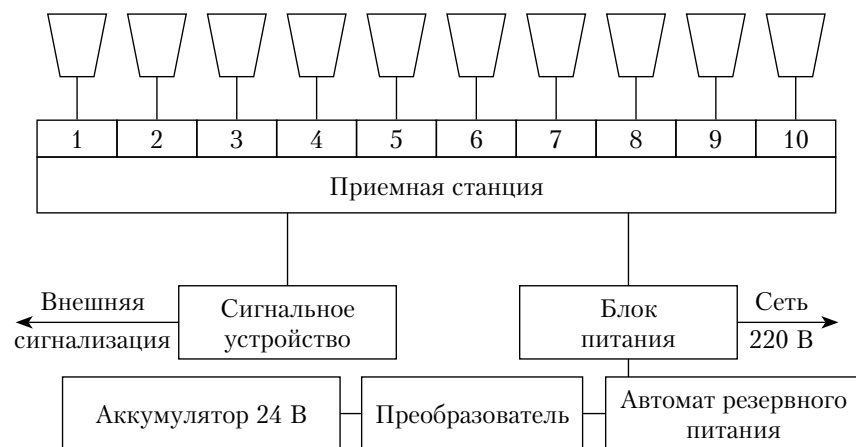 1 2 3 4 5 6 7 8 9 10
Приемная станция
Внешняя
сигнализация
Сигнальное
устройство
Блок
питания
Сеть
220 В
Аккумулятор 24 В
Преобразователь
Автомат резервного
питания